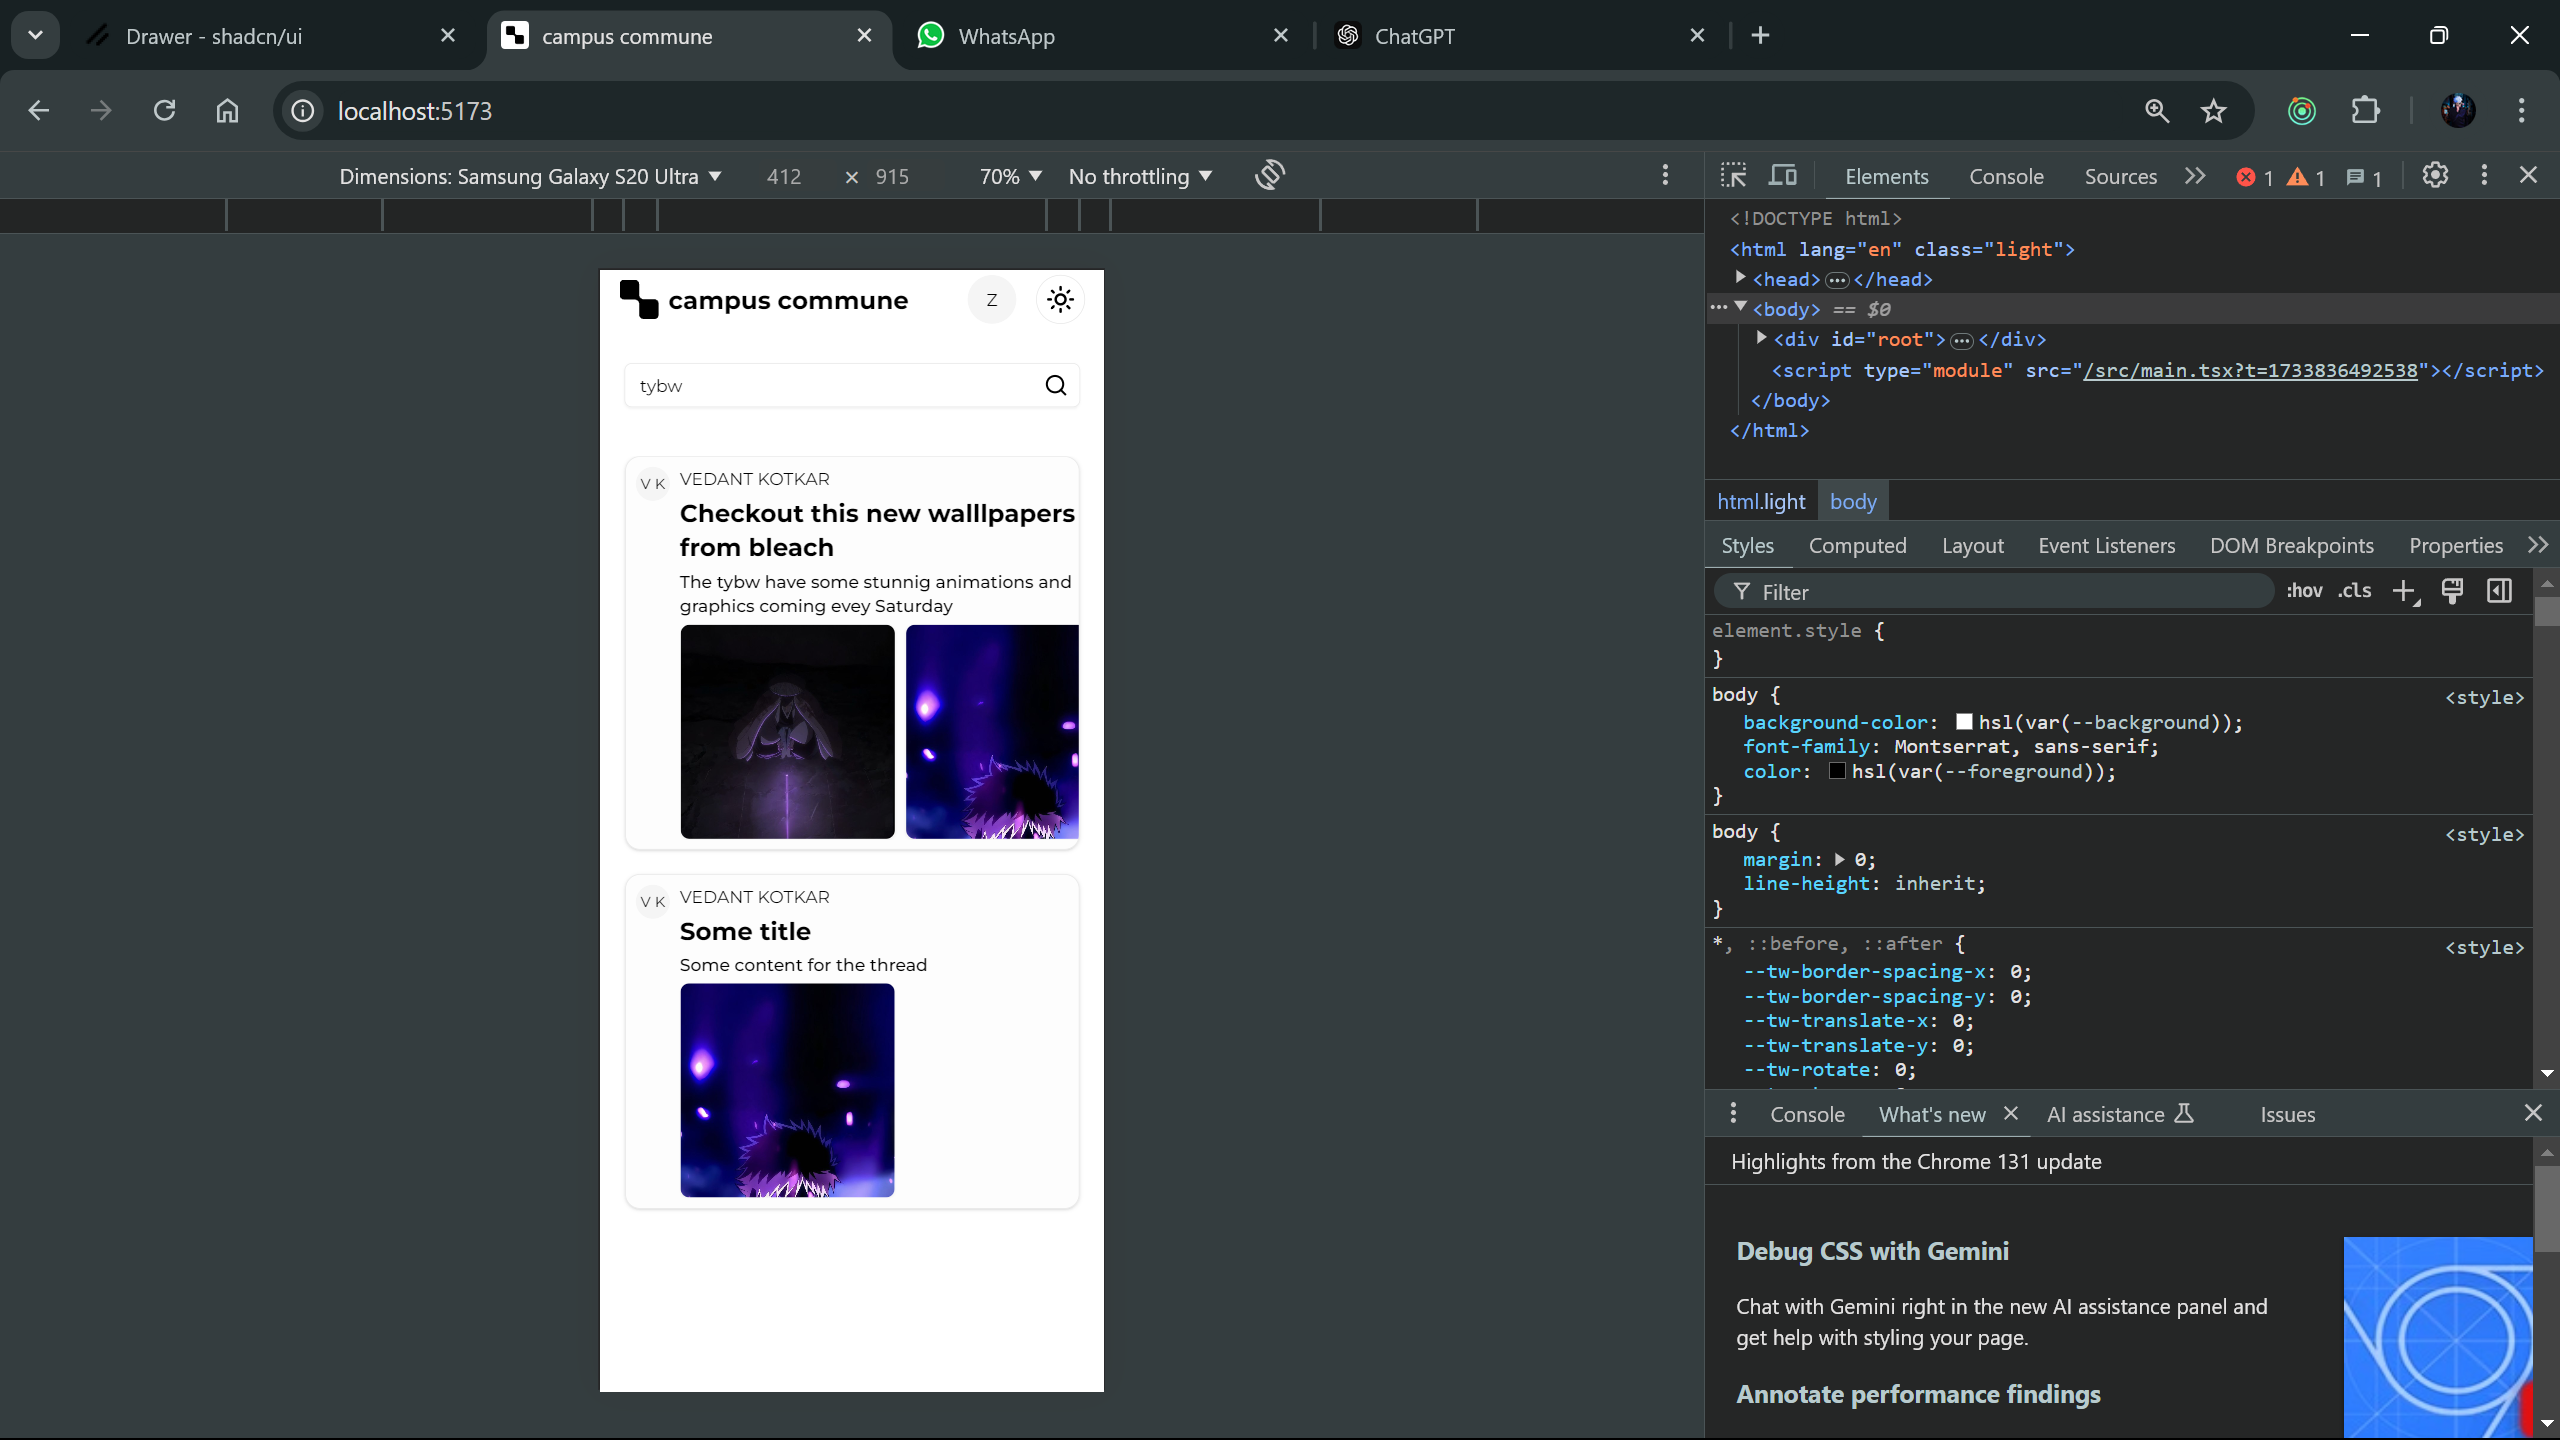 Drawer - shadcn/ui
campus commune
WhatsApp
ChatGPT
localhost:5173
Dimensions: Samsung Galaxy S20 Ultra
412 × 915
70%
No throttling
campus commune
Z
tybw
V K
VEDANT KOTKAR
Checkout this new walllpapers
from bleach
The tybw have some stunnig animations and
graphics coming evey Saturday
V K
VEDANT KOTKAR
Some title
Some content for the thread
Elements
Console
Sources
1
1
1
<!DOCTYPE html>
<html lang="en" class="light">
<head>…</head>
<body> == $0
<div id="root">…</div>
<script type="module" src="/src/main.tsx?t=1733836492538"></script>
</body>
</html>
html.light
body
Styles
Computed
Layout
Event Listeners
DOM Breakpoints
Properties
Filter
:hov
.cls
element.style {
}
body {
<style>
background-color: hsl(var(--background));
font-family: Montserrat, sans-serif;
color: hsl(var(--foreground));
}
body {
<style>
margin: 0;
line-height: inherit;
}
*, ::before, ::after {
<style>
--tw-border-spacing-x: 0;
--tw-border-spacing-y: 0;
--tw-translate-x: 0;
--tw-translate-y: 0;
--tw-rotate: 0;
Console
What's new
AI assistance
Issues
Highlights from the Chrome 131 update
Debug CSS with Gemini
Chat with Gemini right in the new AI assistance panel and
get help with styling your page.
Annotate performance findings